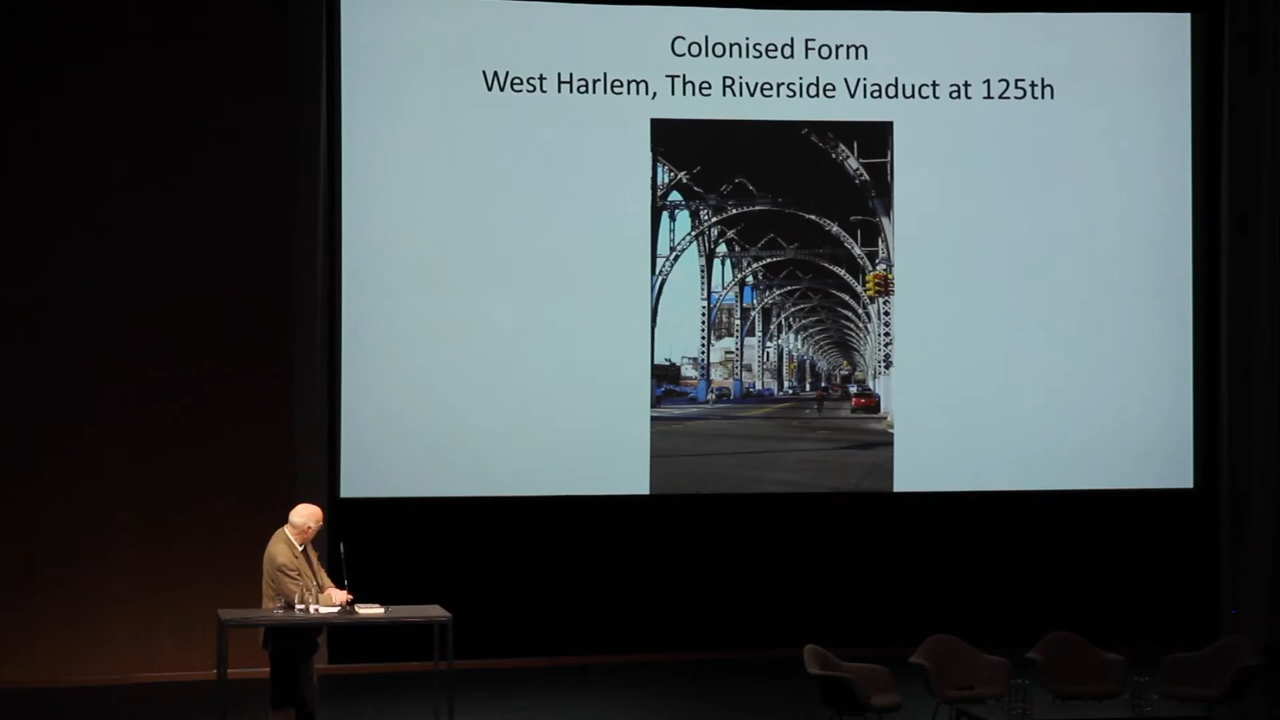 Colonised Form
West Harlem, The Riverside Viaduct at 125th